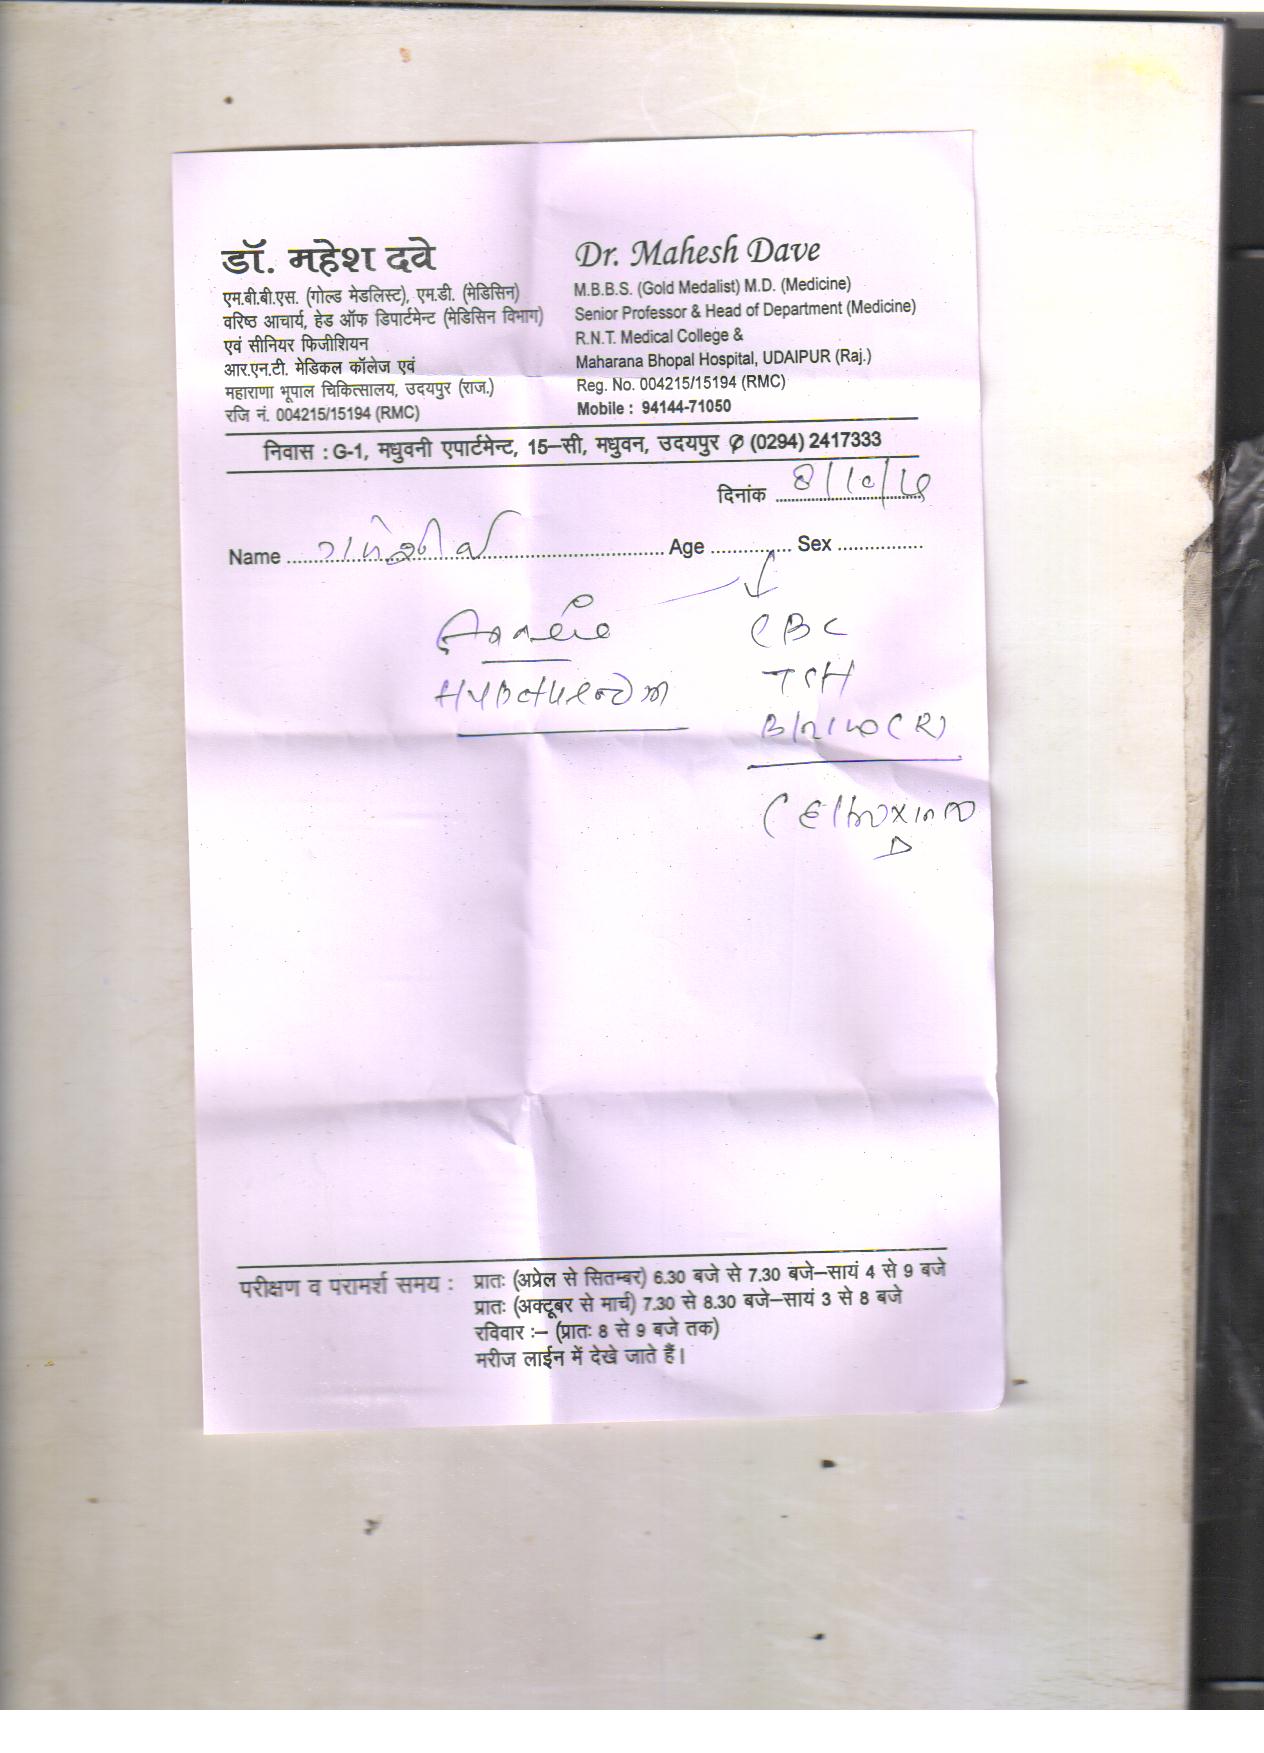 डॉ. महेश दवे
एम.बी.बी.एस. (गोल्ड मेडलिस्ट), एम.डी. (मेडिसिन)
वरिष्ठ आचार्य, हेड ऑफ डिपार्टमेन्ट (मेडिसिन विभाग)
एवं सीनियर फिजीशियन
आर.एन.टी. मेडिकल कॉलेज एवं
महाराणा भूपाल चिकित्सालय, उदयपुर (राज.)
रजि नं. 004215/15194 (RMC)
Dr. Mahesh Dave
M.B.B.S. (Gold Medalist) M.D. (Medicine)
Senior Professor & Head of Department (Medicine)
R.N.T. Medical College &
Maharana Bhopal Hospital, UDAIPUR (Raj.)
Reg. No. 004215/15194 (RMC)
Mobile : 94144-71050
निवास : G-1, मधुवनी एपार्टमेन्ट, 15–सी, मधुवन, उदयपुर ✆ (0294) 2417333
दिनांक
Name Age Sex
CBC
TSH
परीक्षण व परामर्श समय : प्रातः (अप्रेल से सितम्बर) 6.30 बजे से 7.30 बजे–सायं 4 से 9 बजे
प्रातः (अक्टूबर से मार्च) 7.30 से 8.30 बजे–सायं 3 से 8 बजे
रविवार :– (प्रातः 8 से 9 बजे तक)
मरीज लाईन में देखे जाते हैं।